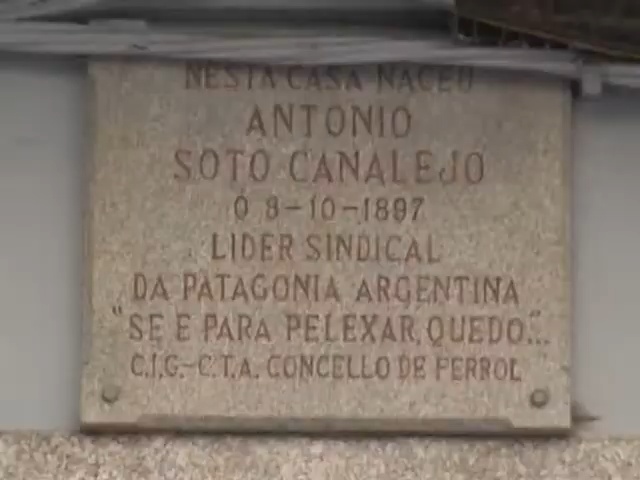 NESTA CASA NACEU
ANTONIO
SOTO CANALEJO
O 8-10-1897
LIDER SINDICAL
DA PATAGONIA ARGENTINA
"SE E PARA PELEXAR, QUEDO..."
C.I.G.-C.T.A. CONCELLO DE FERROL